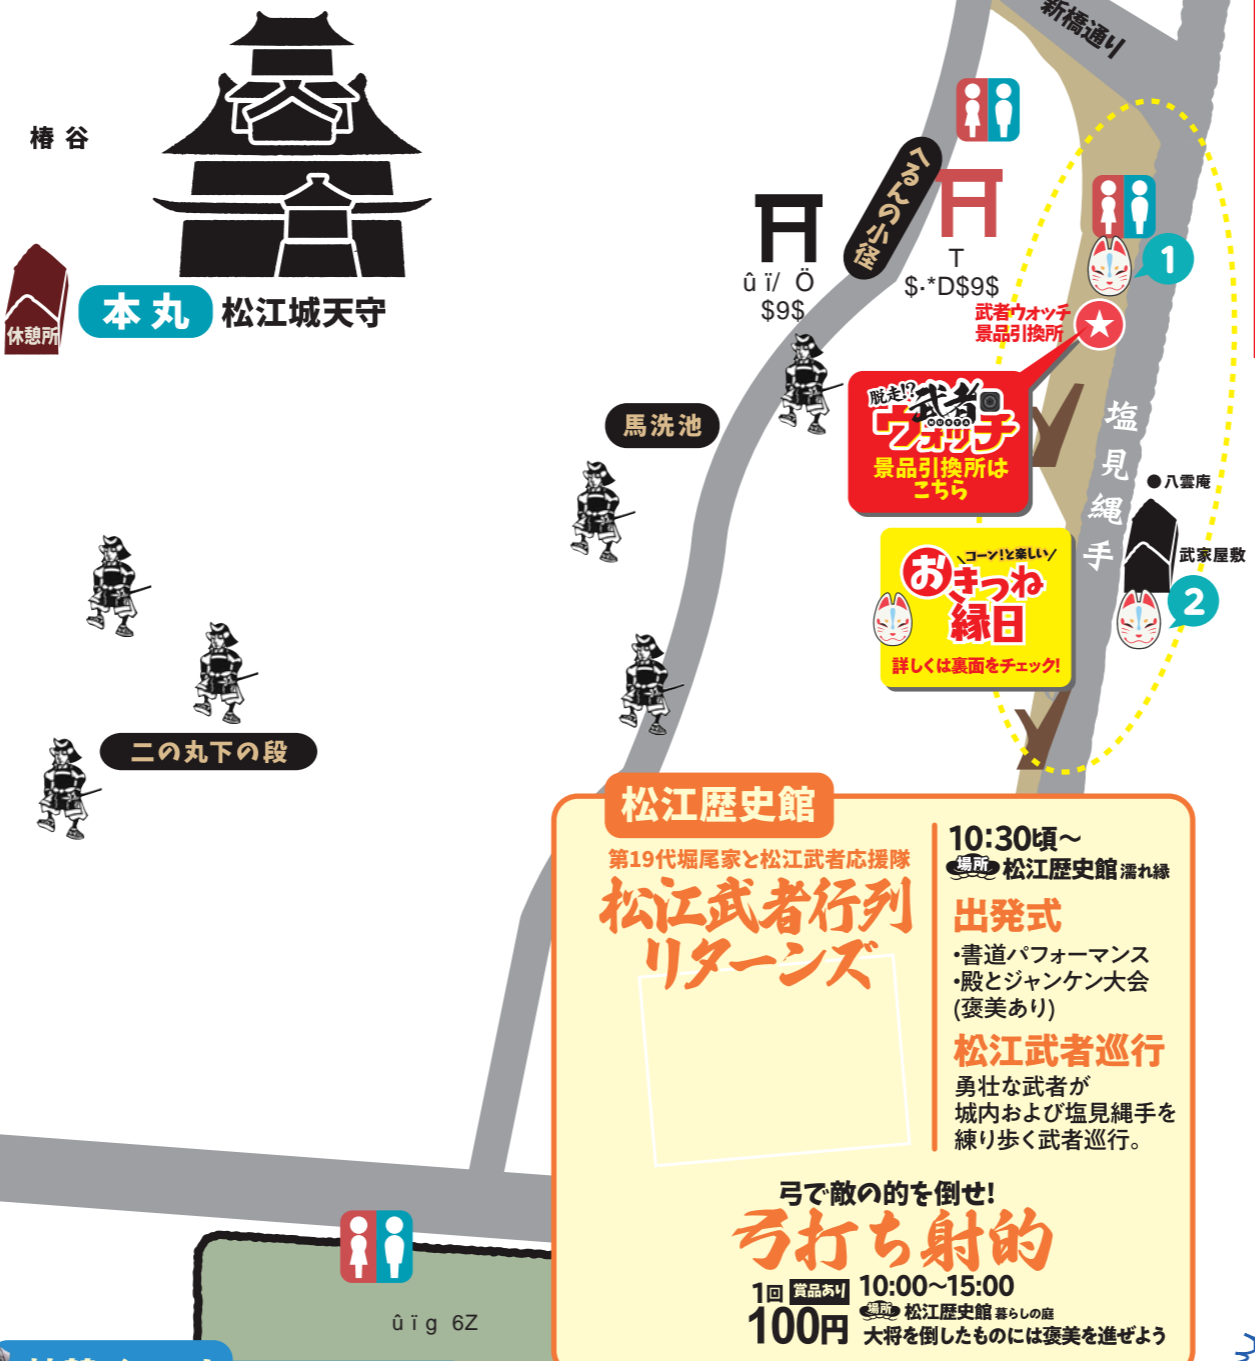 新橋通り
椿谷
休憩所
本丸 松江城天守
へるんの小径
û ï/ Ö
$9$
T
$·*D$9$
1
武者ウォッチ
景品引換所
脱走!?武者
ウォッチ
景品引換所は
こちら
馬洗池
塩見縄手
●八雲庵
武家屋敷
2
\コーン!と楽しい/
おきつね
縁日
詳しくは裏面をチェック!
二の丸下の段
松江歴史館
第19代堀尾家と松江武者応援隊
松江武者行列
リターンズ
10:30頃~
場所 松江歴史館 濡れ縁
出発式
・書道パフォーマンス
・殿とジャンケン大会
(褒美あり)
松江武者巡行
勇壮な武者が
城内および塩見縄手を
練り歩く武者巡行。
弓で敵の的を倒せ!
弓打ち射的
1回 賞品あり
100円
10:00~15:00
場所 松江歴史館 暮らしの庭
大将を倒したものには褒美を進ぜよう
û ï g 6Z